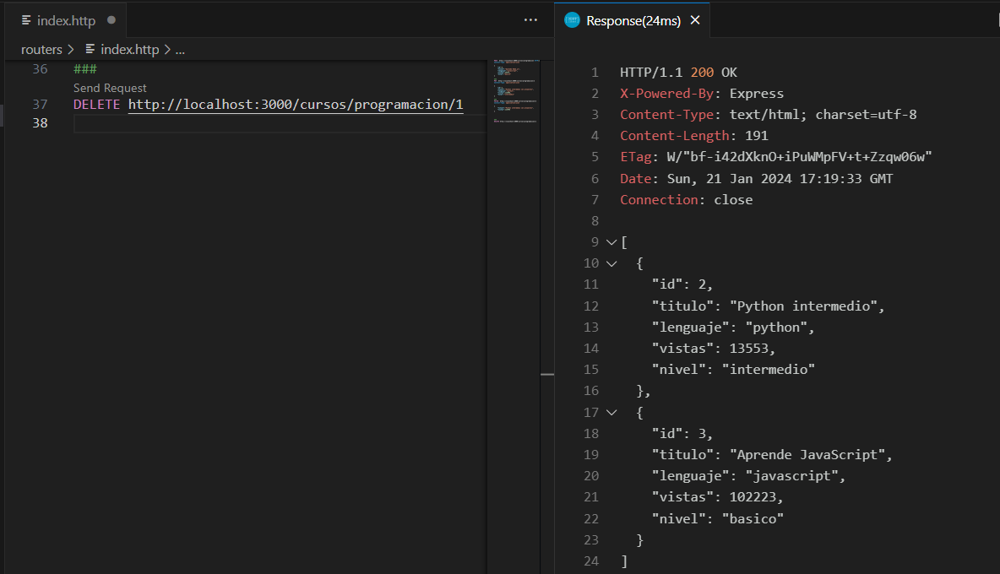 index.http
routers > index.http > ...
36 ###
Send Request
37 DELETE http://localhost:3000/cursos/programacion/1
38
Response(24ms)
1 HTTP/1.1 200 OK
2 X-Powered-By: Express
3 Content-Type: text/html; charset=utf-8
4 Content-Length: 191
5 ETag: W/"bf-i42dXknO+iPuWMpFV+t+Zzqw06w"
6 Date: Sun, 21 Jan 2024 17:19:33 GMT
7 Connection: close
8
9 [
10 {
11 "id": 2,
12 "titulo": "Python intermedio",
13 "lenguaje": "python",
14 "vistas": 13553,
15 "nivel": "intermedio"
16 },
17 {
18 "id": 3,
19 "titulo": "Aprende JavaScript",
20 "lenguaje": "javascript",
21 "vistas": 102223,
22 "nivel": "basico"
23 }
24 ]